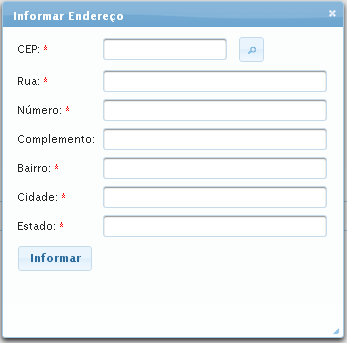 Informar Endereço
CEP: *
Rua: *
Número: *
Complemento:
Bairro: *
Cidade: *
Estado: *
Informar